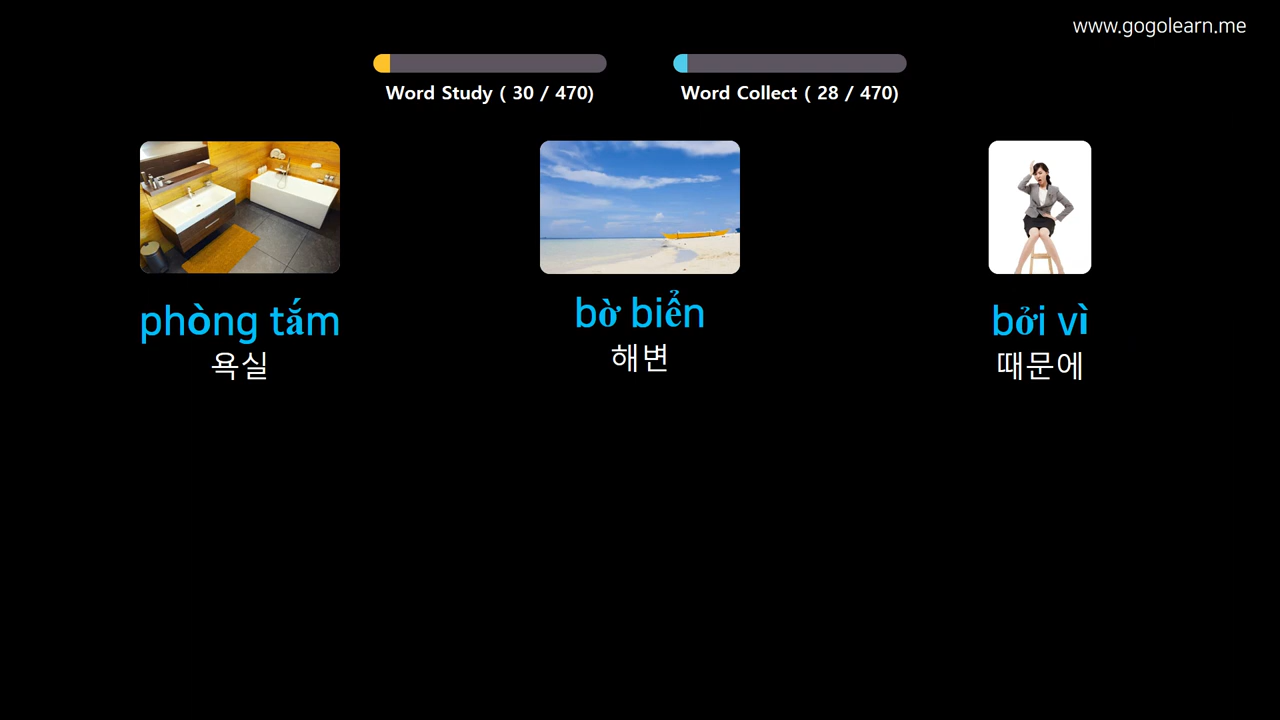 www.gogolearn.me
Word Study ( 30 / 470)
Word Collect ( 28 / 470)
phòng tắm
욕실
bờ biển
해변
bởi vì
때문에